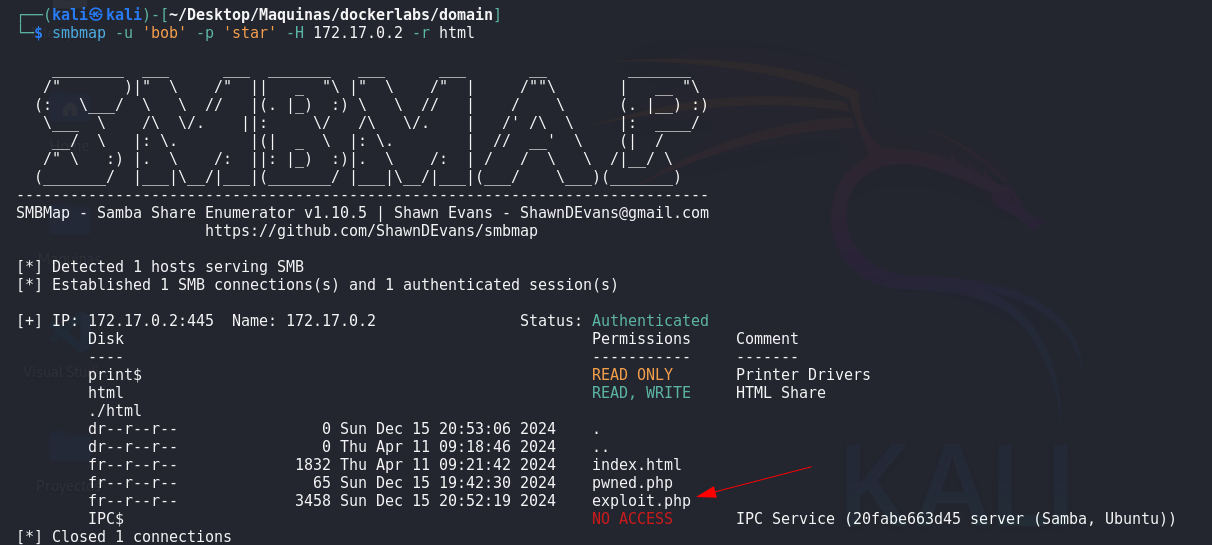 ┌──(kali㉿kali)-[~/Desktop/Maquinas/dockerlabs/domain]
└─$ smbmap -u 'bob' -p 'star' -H 172.17.0.2 -r html
SMBMAP
-----------------------------------------------------------------------------
SMBMap - Samba Share Enumerator v1.10.5 | Shawn Evans - ShawnDEvans@gmail.com
https://github.com/ShawnDEvans/smbmap
[*] Detected 1 hosts serving SMB
[*] Established 1 SMB connections(s) and 1 authenticated session(s)
[+] IP: 172.17.0.2:445 Name: 172.17.0.2 Status: Authenticated
Disk Permissions Comment
---- ----------- -------
print$ READ ONLY Printer Drivers
html READ, WRITE HTML Share
./html
dr--r--r-- 0 Sun Dec 15 20:53:06 2024 .
dr--r--r-- 0 Thu Apr 11 09:18:46 2024 ..
fr--r--r-- 1832 Thu Apr 11 09:21:42 2024 index.html
fr--r--r-- 65 Sun Dec 15 19:42:30 2024 pwned.php
fr--r--r-- 3458 Sun Dec 15 20:52:19 2024 exploit.php
IPC$ NO ACCESS IPC Service (20fabe663d45 server (Samba, Ubuntu))
[*] Closed 1 connections
KALI